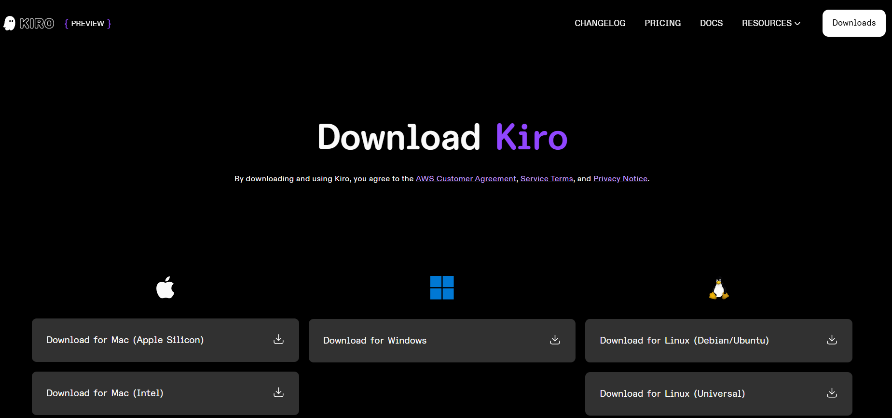 KIRO { PREVIEW } CHANGELOG PRICING DOCS RESOURCES Downloads
Download Kiro
By downloading and using Kiro, you agree to the AWS Customer Agreement, Service Terms, and Privacy Notice.
Download for Mac (Apple Silicon) Download for Windows Download for Linux (Debian/Ubuntu)
Download for Mac (Intel) Download for Linux (Universal)